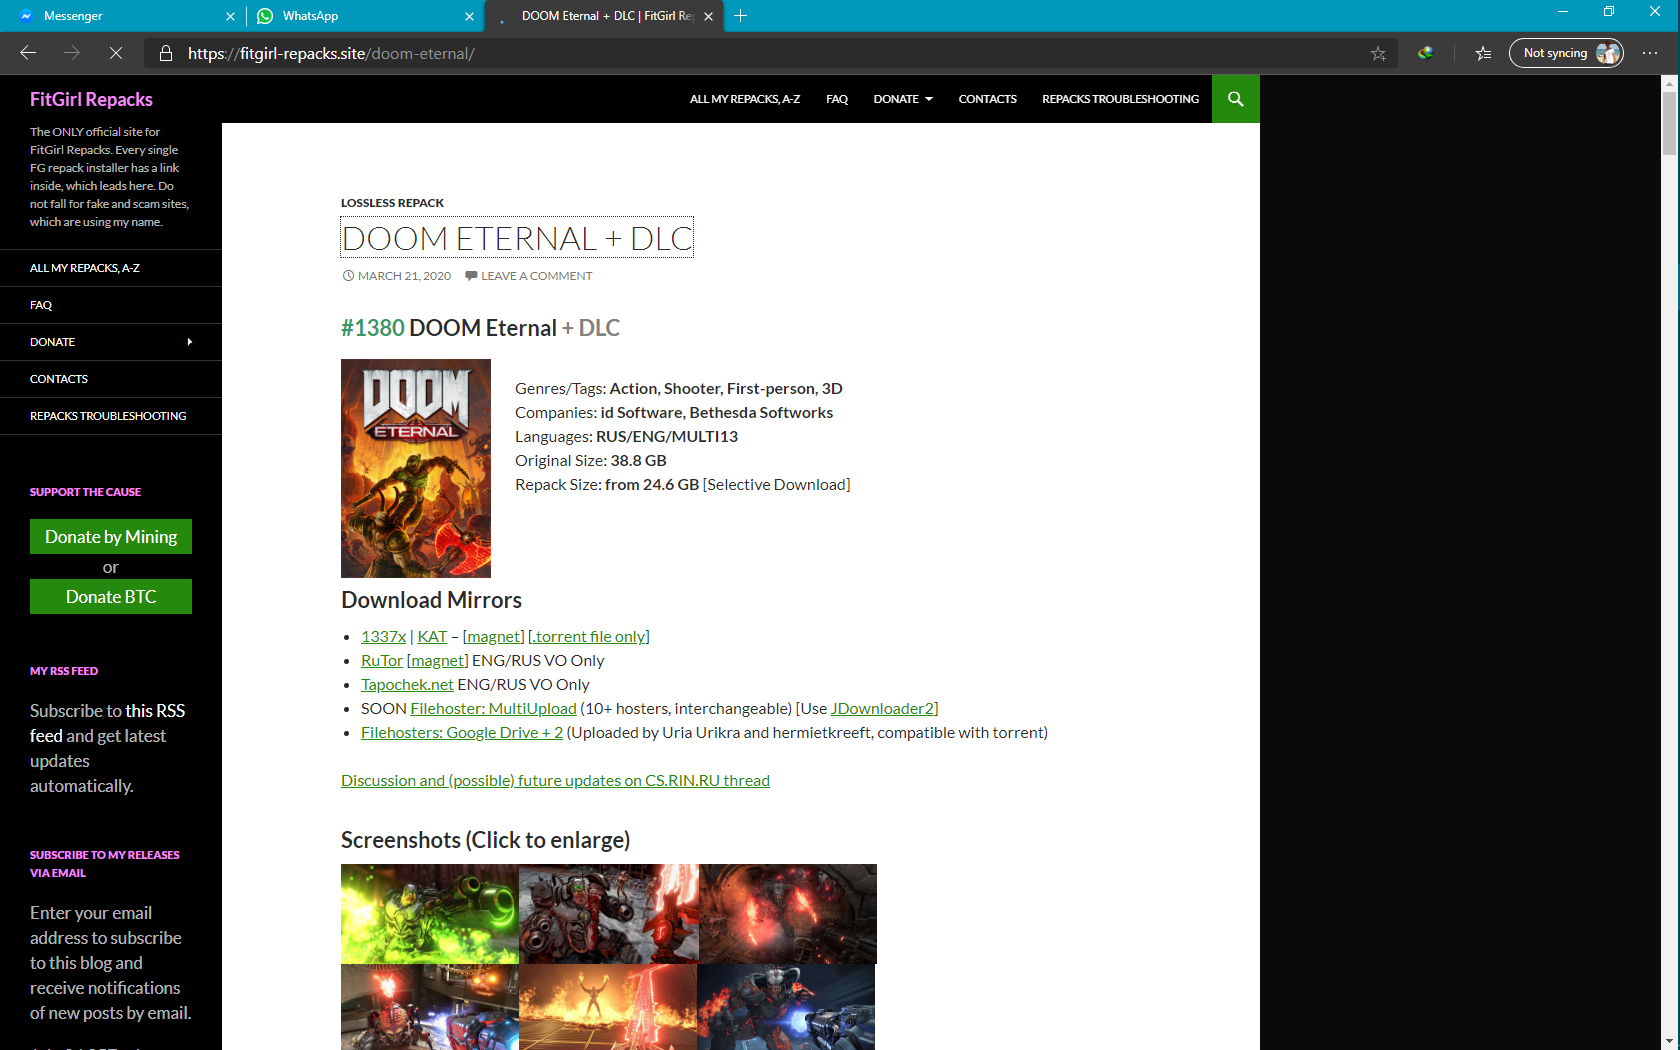 Messenger
WhatsApp
DOOM Eternal + DLC | FitGirl Re
https://fitgirl-repacks.site/doom-eternal/
Not syncing
FitGirl Repacks
ALL MY REPACKS, A-Z
FAQ
DONATE
CONTACTS
REPACKS TROUBLESHOOTING
The ONLY official site for
FitGirl Repacks. Every single
FG repack installer has a link
inside, which leads here. Do
not fall for fake and scam sites,
which are using my name.
ALL MY REPACKS, A-Z
FAQ
DONATE
CONTACTS
REPACKS TROUBLESHOOTING
SUPPORT THE CAUSE
Donate by Mining
or
Donate BTC
MY RSS FEED
Subscribe to this RSS
feed and get latest
updates
automatically.
SUBSCRIBE TO MY RELEASES
VIA EMAIL
Enter your email
address to subscribe
to this blog and
receive notifications
of new posts by email.
LOSSLESS REPACK
DOOM ETERNAL + DLC
MARCH 21, 2020 LEAVE A COMMENT
#1380 DOOM Eternal + DLC
DOOM
ETERNAL
Genres/Tags: Action, Shooter, First-person, 3D
Companies: id Software, Bethesda Softworks
Languages: RUS/ENG/MULTI13
Original Size: 38.8 GB
Repack Size: from 24.6 GB [Selective Download]
Download Mirrors
• 1337x | KAT – [magnet] [.torrent file only]
• RuTor [magnet] ENG/RUS VO Only
• Tapochek.net ENG/RUS VO Only
• SOON Filehoster: MultiUpload (10+ hosters, interchangeable) [Use JDownloader2]
• Filehosters: Google Drive + 2 (Uploaded by Uria Urikra and hermietkreeft, compatible with torrent)
Discussion and (possible) future updates on CS.RIN.RU thread
Screenshots (Click to enlarge)